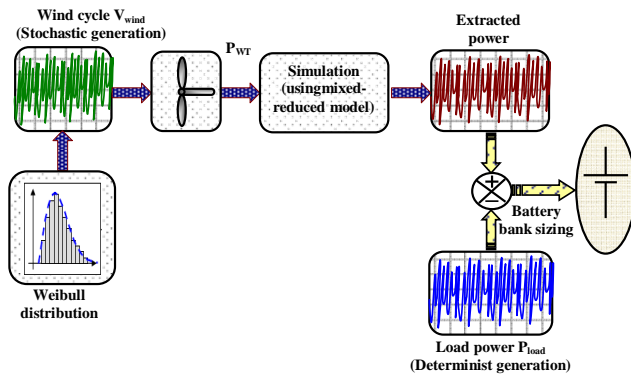 Wind cycle Vwind
(Stochastic generation)
PWT
Simulation
(usingmixed-
reduced model)
Extracted
power
+
−
Battery
bank sizing
Weibull
distribution
Load power Pload
(Determinist generation)